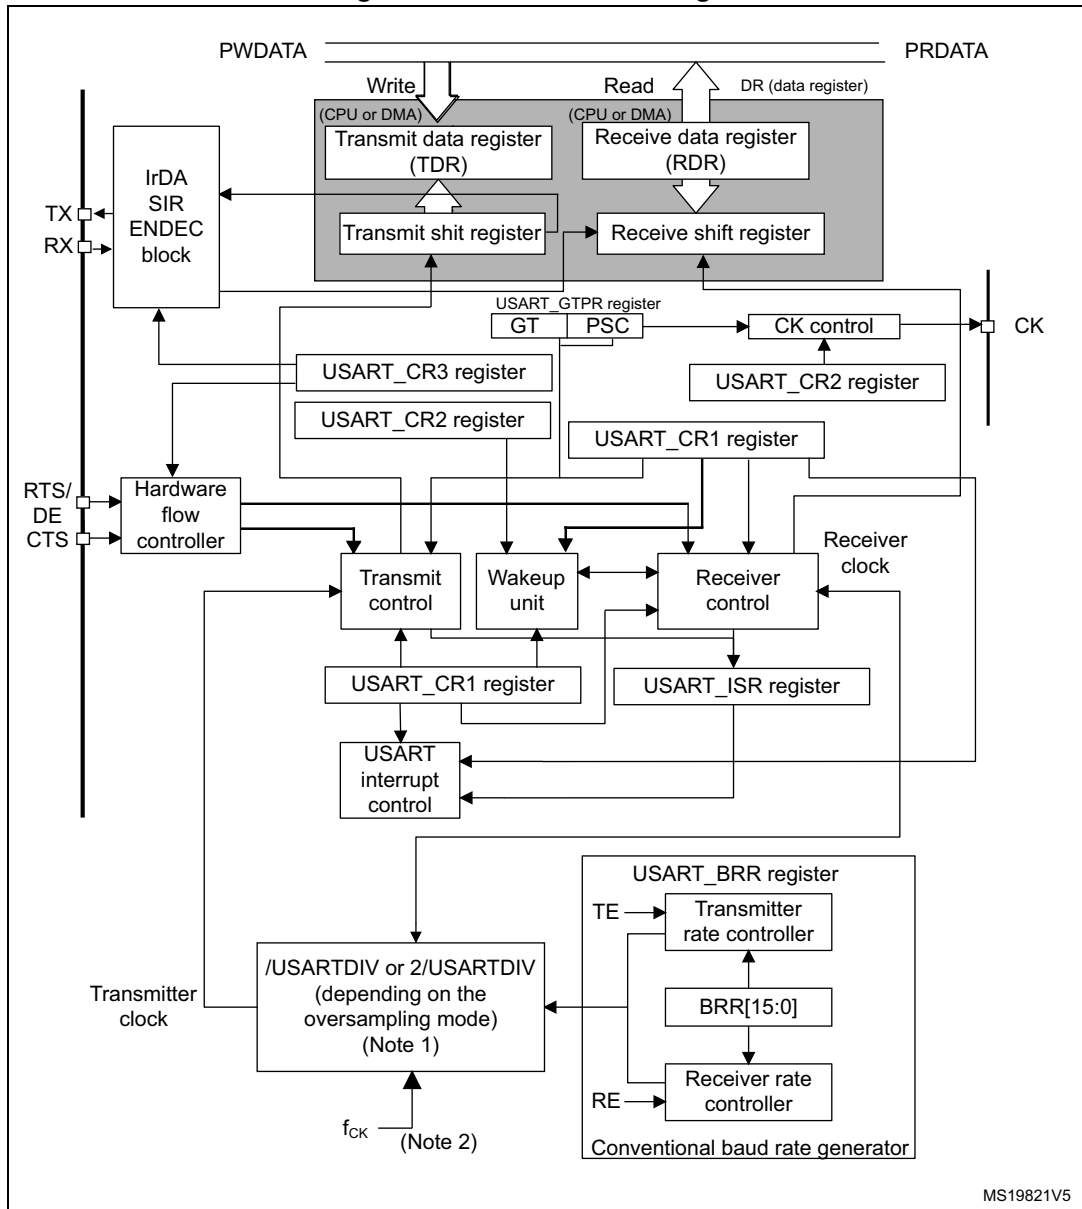 PWDATA
PRDATA
Write
Read
DR (data register)
(CPU or DMA)
(CPU or DMA)
Transmit data register
(TDR)
Receive data register
(RDR)
IrDA
SIR
ENDEC
block
TX
RX
Transmit shit register
Receive shift register
USART_GTPR register
GT
PSC
CK control
CK
USART_CR3 register
USART_CR2 register
USART_CR2 register
USART_CR1 register
RTS/
DE
CTS
Hardware
flow
controller
Receiver
clock
Transmit
control
Wakeup
unit
Receiver
control
USART_CR1 register
USART_ISR register
USART
interrupt
control
USART_BRR register
TE
Transmitter
rate controller
/USARTDIV or 2/USARTDIV
(depending on the
oversampling mode)
(Note 1)
Transmitter
clock
BRR[15:0]
RE
Receiver rate
controller
fCK
(Note 2)
Conventional baud rate generator
MS19821V5